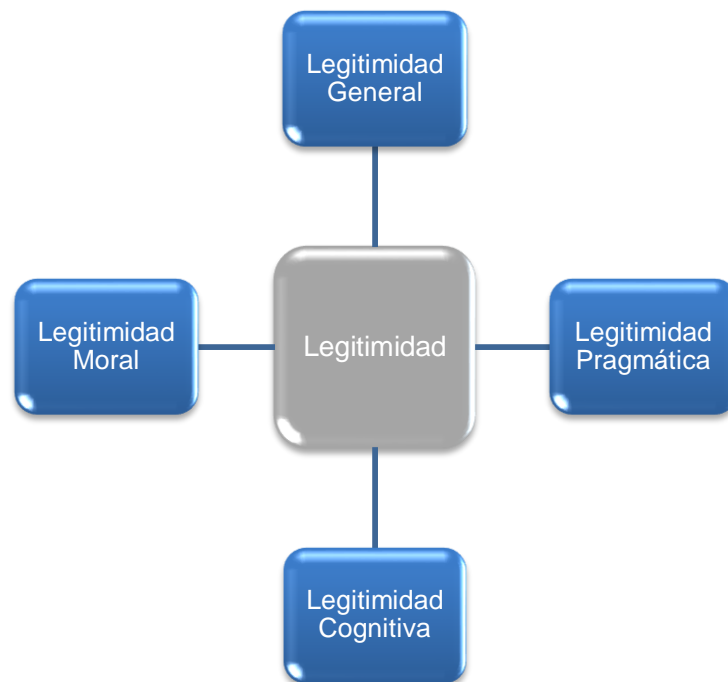 Legitimidad
General
Legitimidad
Moral
Legitimidad
Legitimidad
Pragmática
Legitimidad
Cognitiva